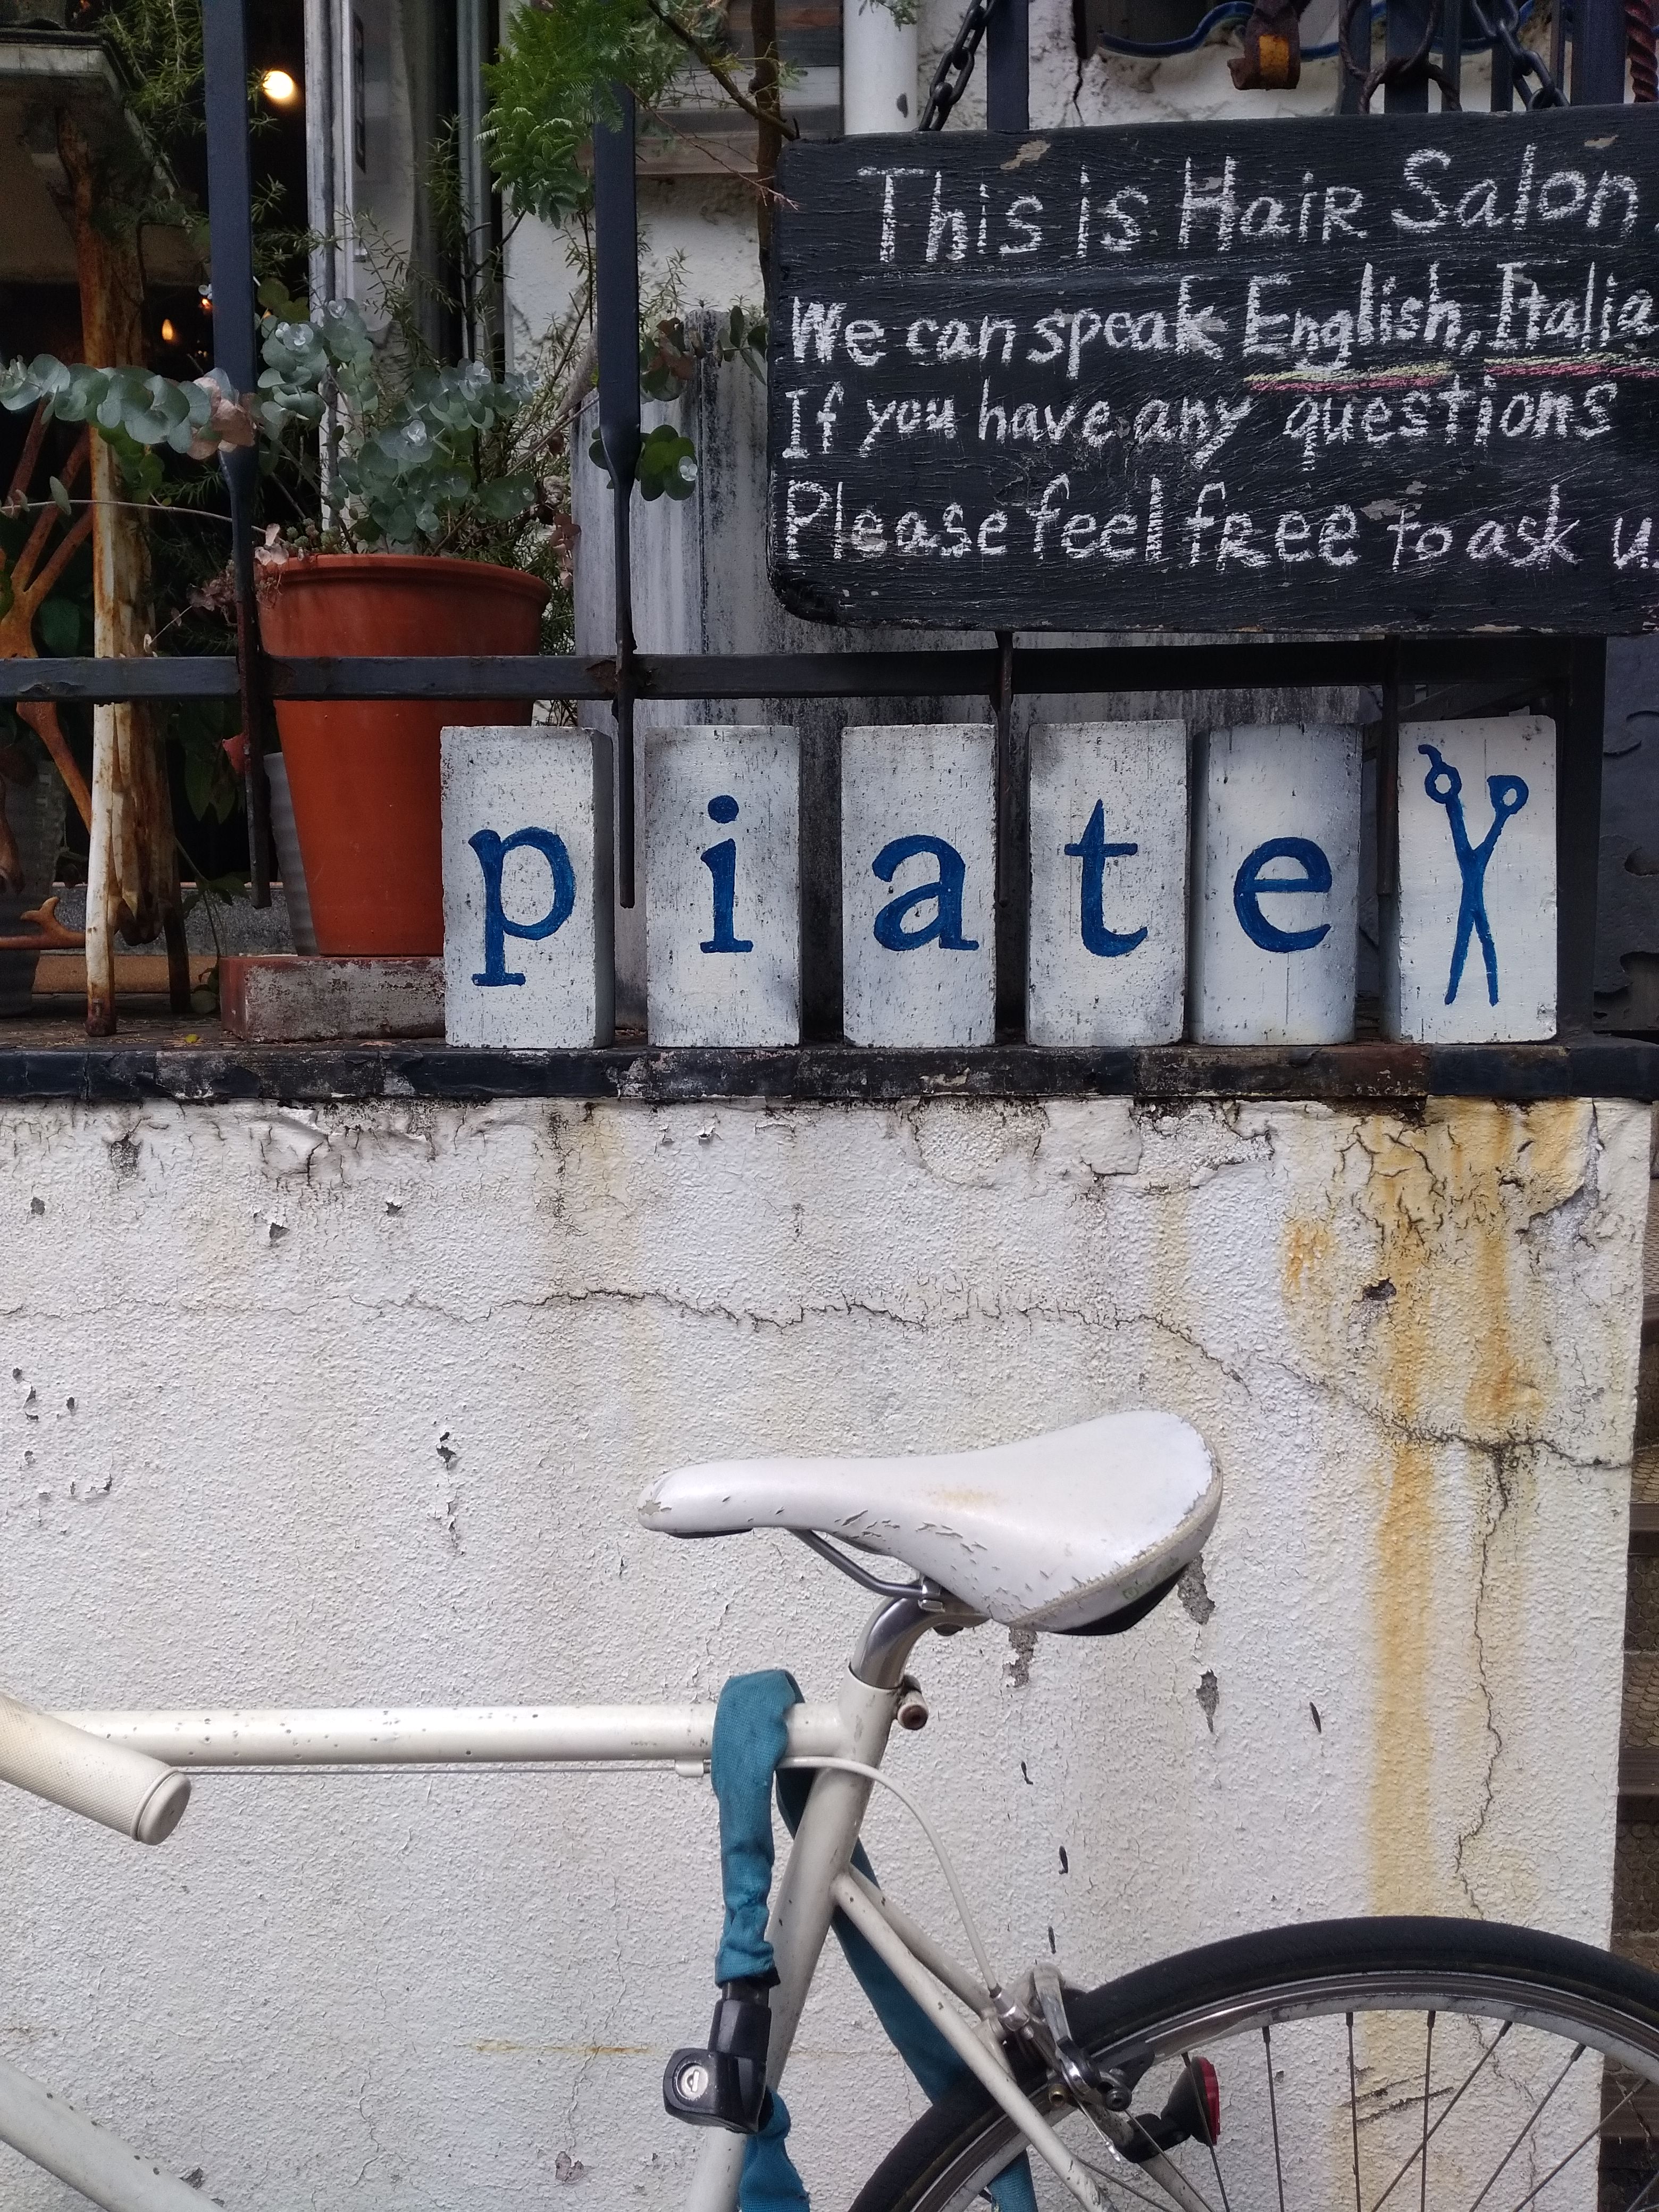 This is Hair Salon.
We can speak English, Italia
If you have any questions
Please feel free to ask u
piate